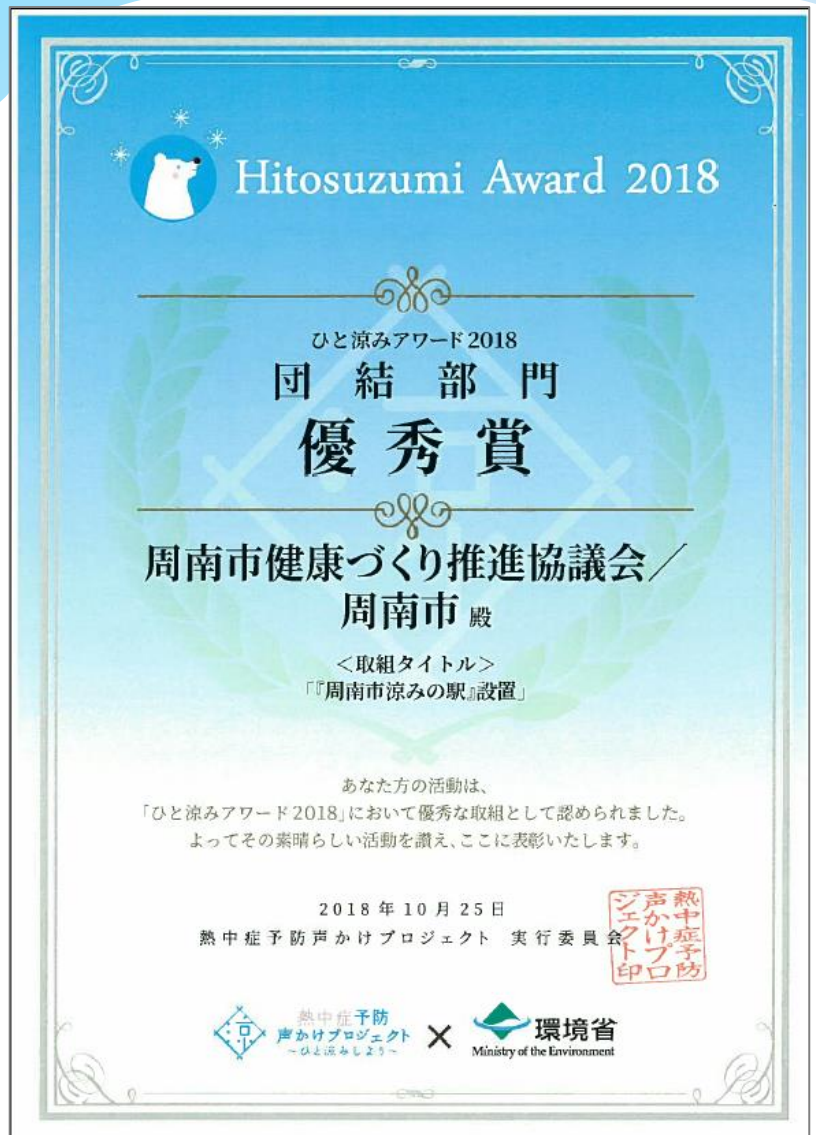 Hitosuzumi Award 2018
ひと涼みアワード2018
団結部門
優秀賞
周南市健康づくり推進協議会／
周南市 殿
＜取組タイトル＞
「『周南市涼みの駅』設置」
あなた方の活動は、
「ひと涼みアワード2018」において優秀な取組として認められました。
よってその素晴らしい活動を讃え、ここに表彰いたします。
2018年10月25日
熱中症予防声かけプロジェクト 実行委員会
熱中症予防
声かけプロ
ジェクト印
涼
熱中症予防
声かけプロジェクト
～ひと涼みしよう～
×
環境省
Ministry of the Environment